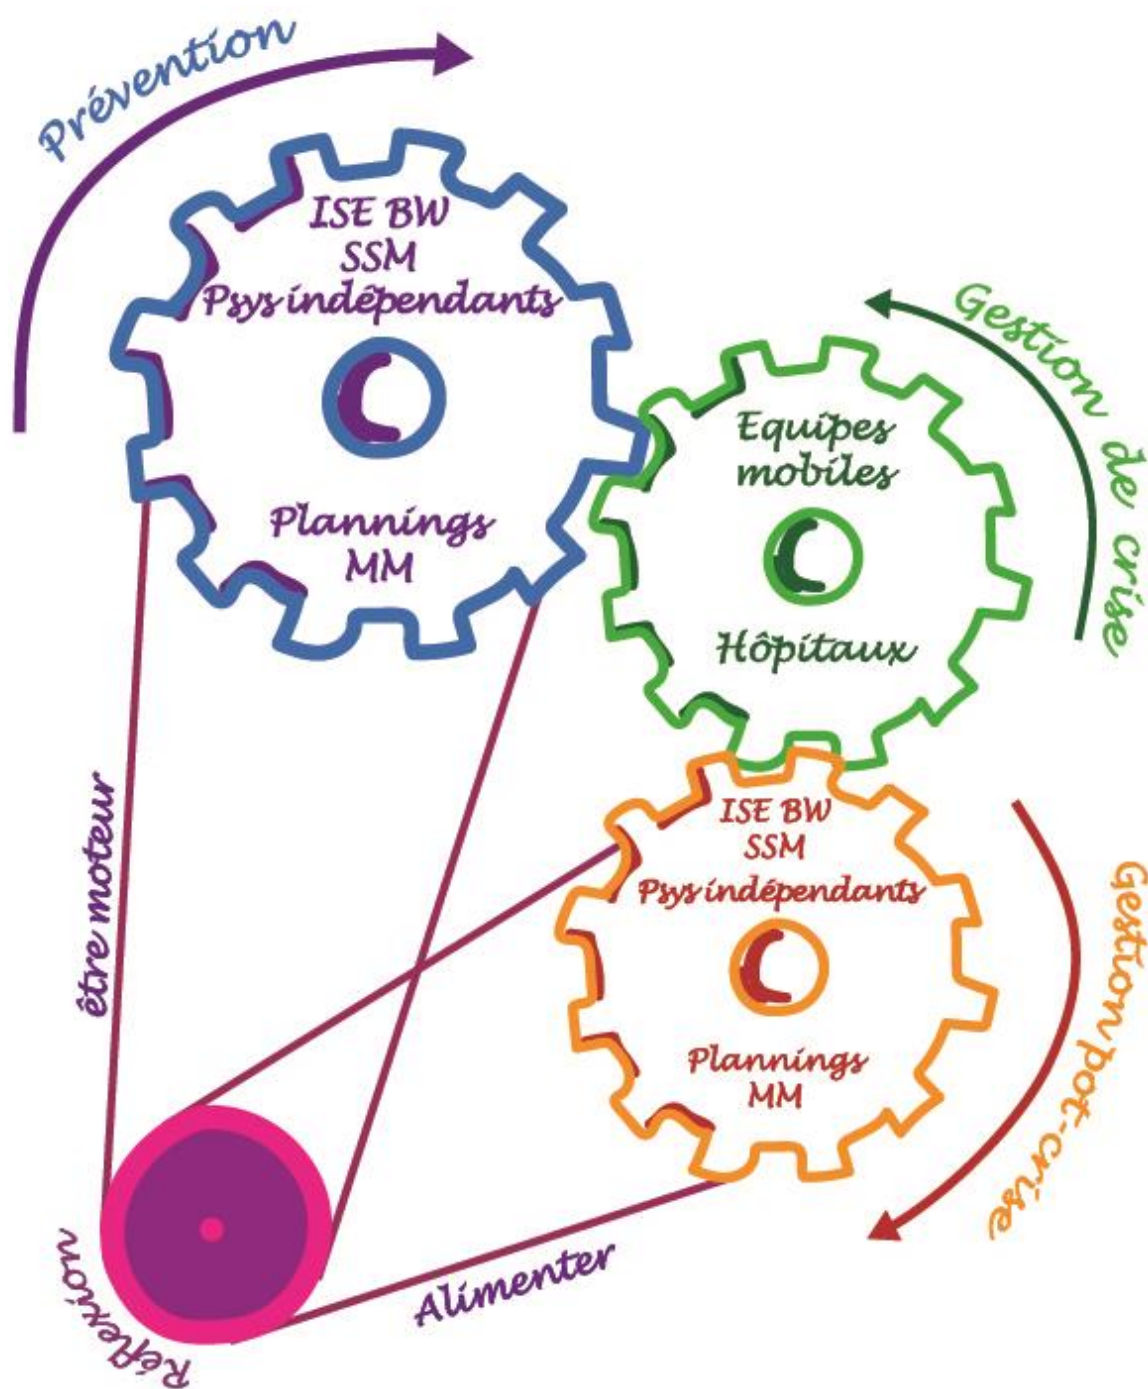 Prévention
ISE BW
SSM
Psys indépendants
Plannings
MM
Gestion de crise
Equipes
mobiles
Hôpitaux
ISE BW
SSM
Psys indépendants
Plannings
MM
Gestion pot-crise
être moteur
Alimenter
Réflexion